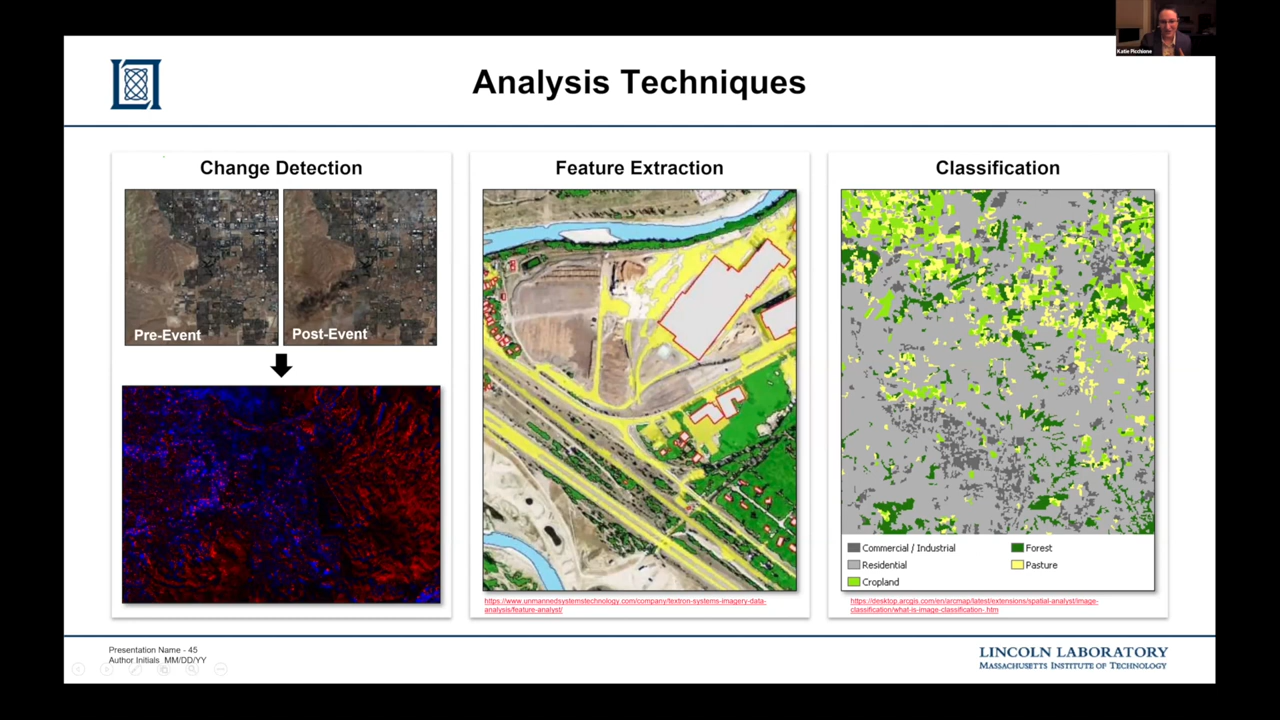 Katie Picchione
Analysis Techniques
Change Detection
Pre-Event
Post-Event
Feature Extraction
https://www.unmannedsystemstechnology.com/company/textron-systems-imagery-data-
analysis/feature-analyst/
Classification
Commercial / Industrial
Forest
Residential
Pasture
Cropland
https://desktop.arcgis.com/en/arcmap/latest/extensions/spatial-analyst/image-
classification/what-is-image-classification-.htm
Presentation Name - 45
Author Initials MM/DD/YY
LINCOLN LABORATORY
MASSACHUSETTS INSTITUTE OF TECHNOLOGY